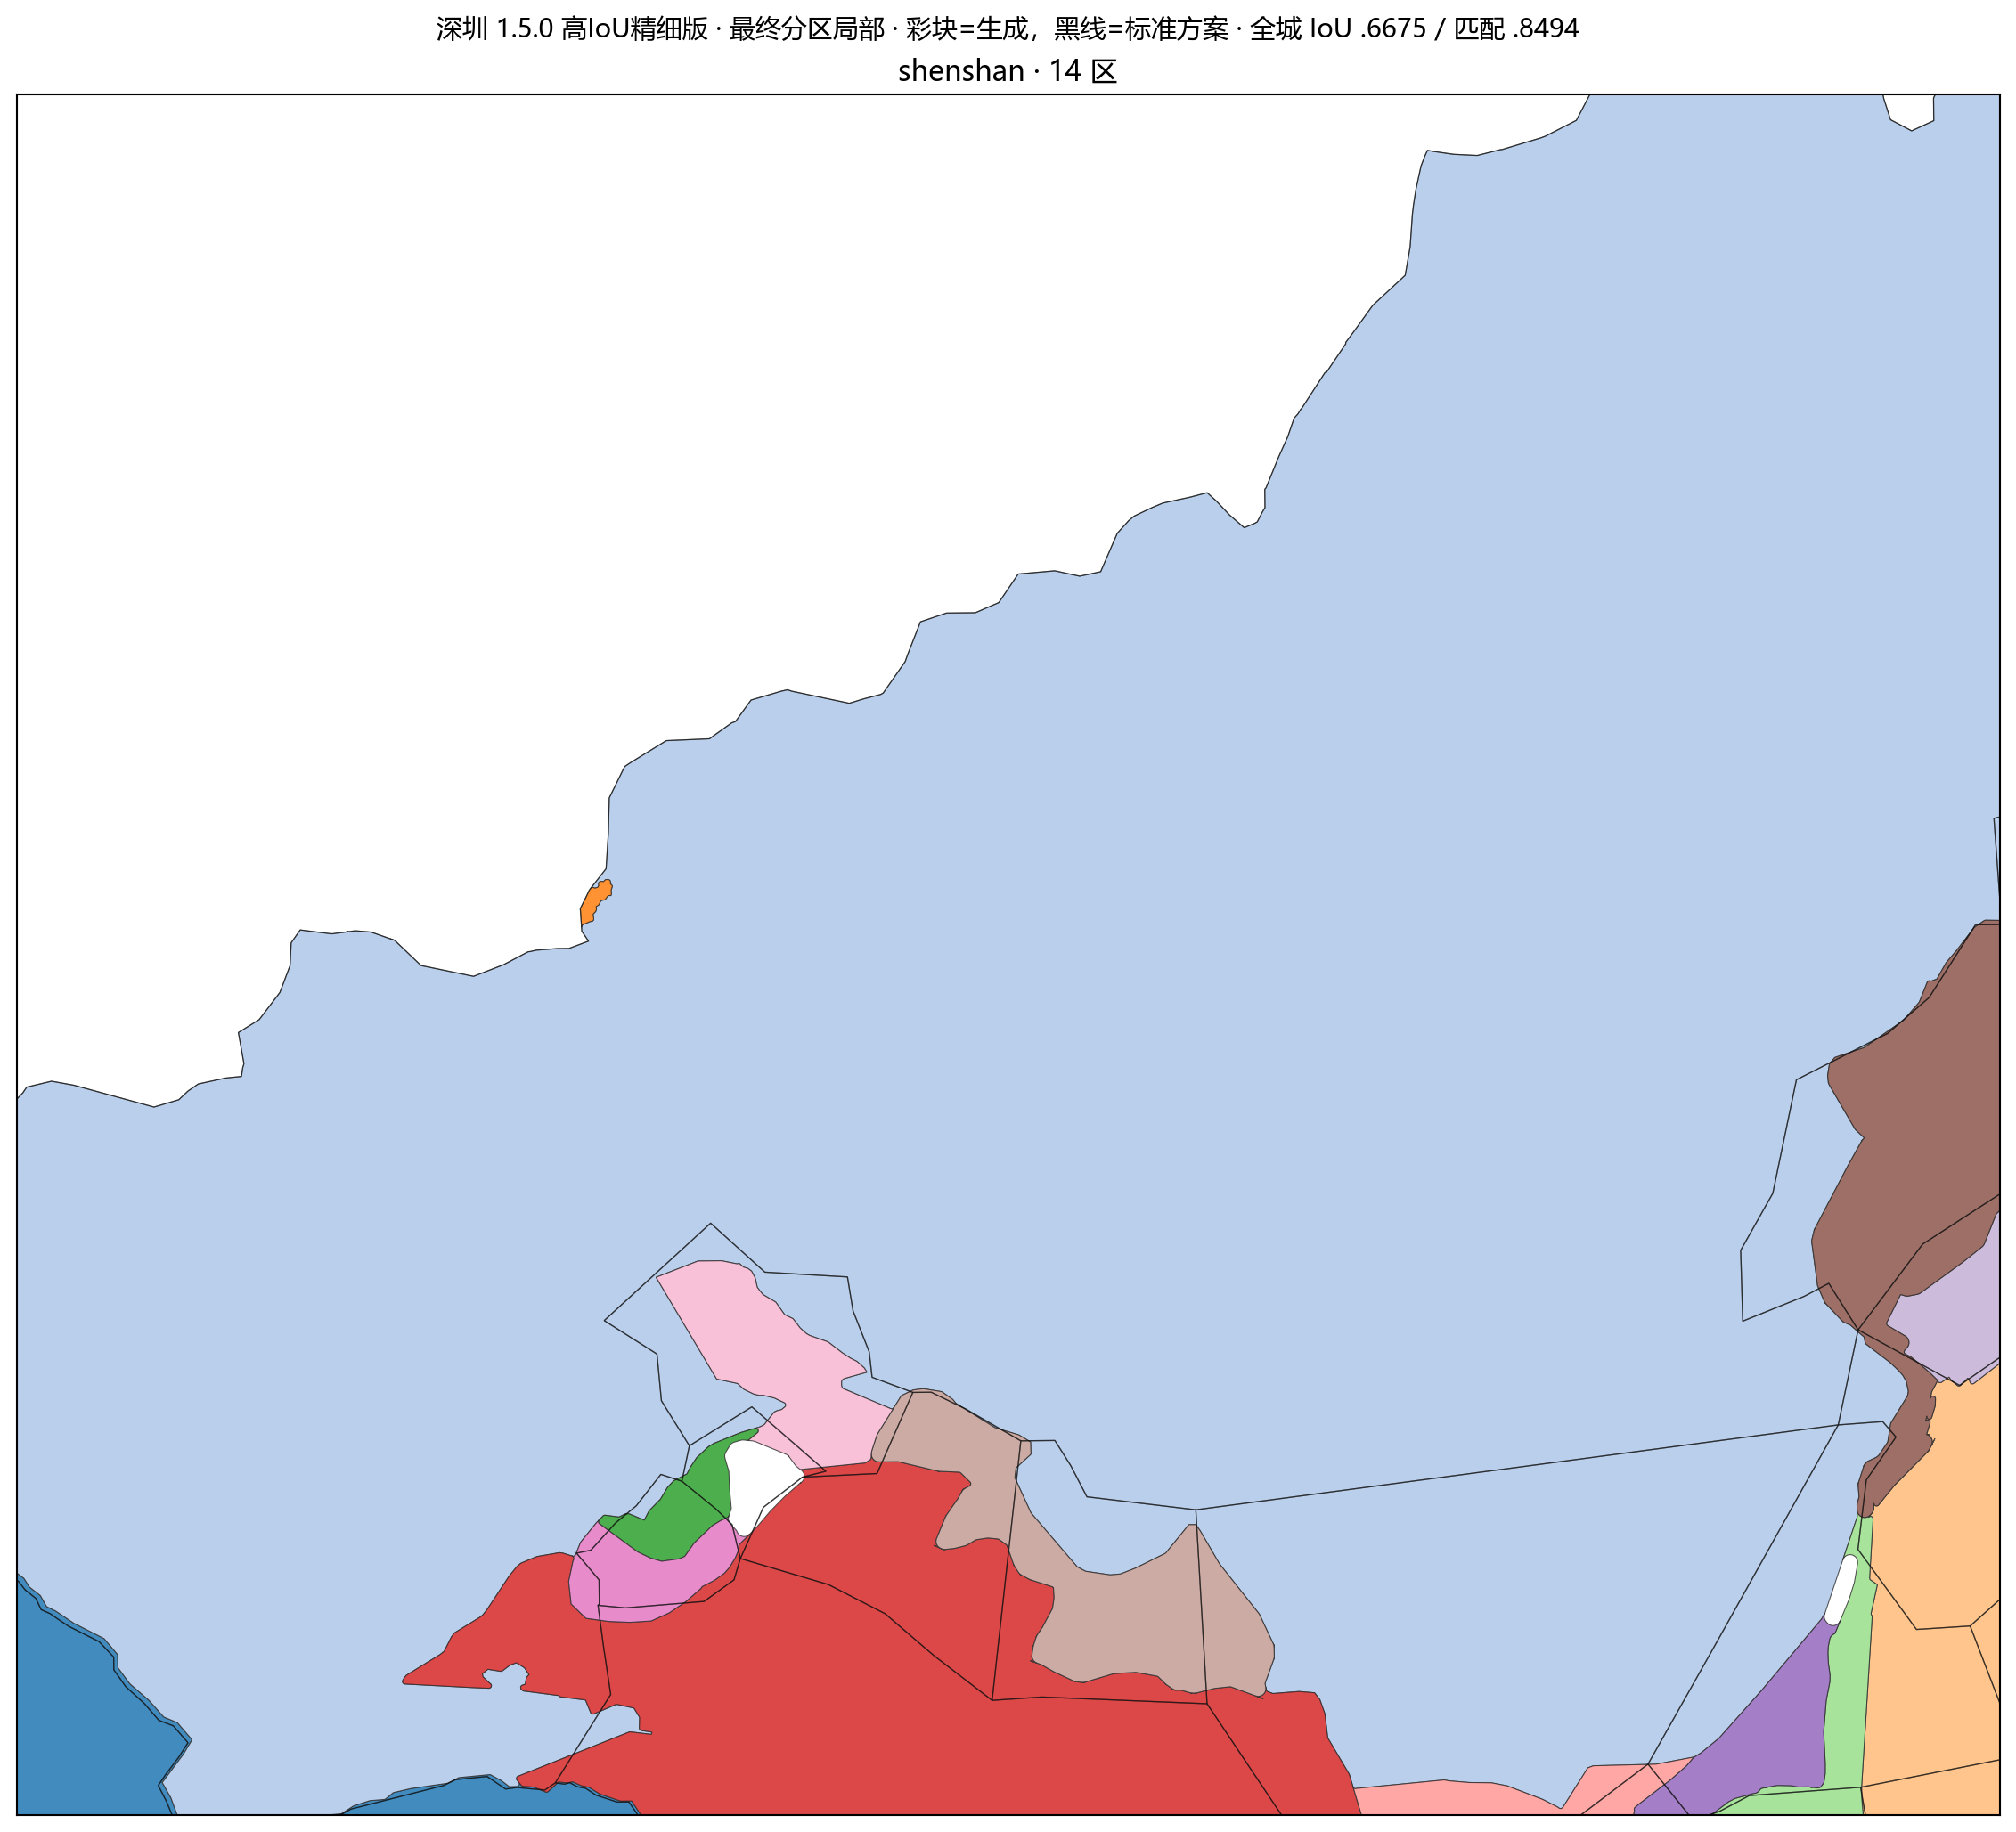 深圳 1.5.0 高IoU精细版 · 最终分区局部 · 彩块=生成，黑线=标准方案 · 全城 IoU .6675 / 匹配 .8494
shenshan · 14 区